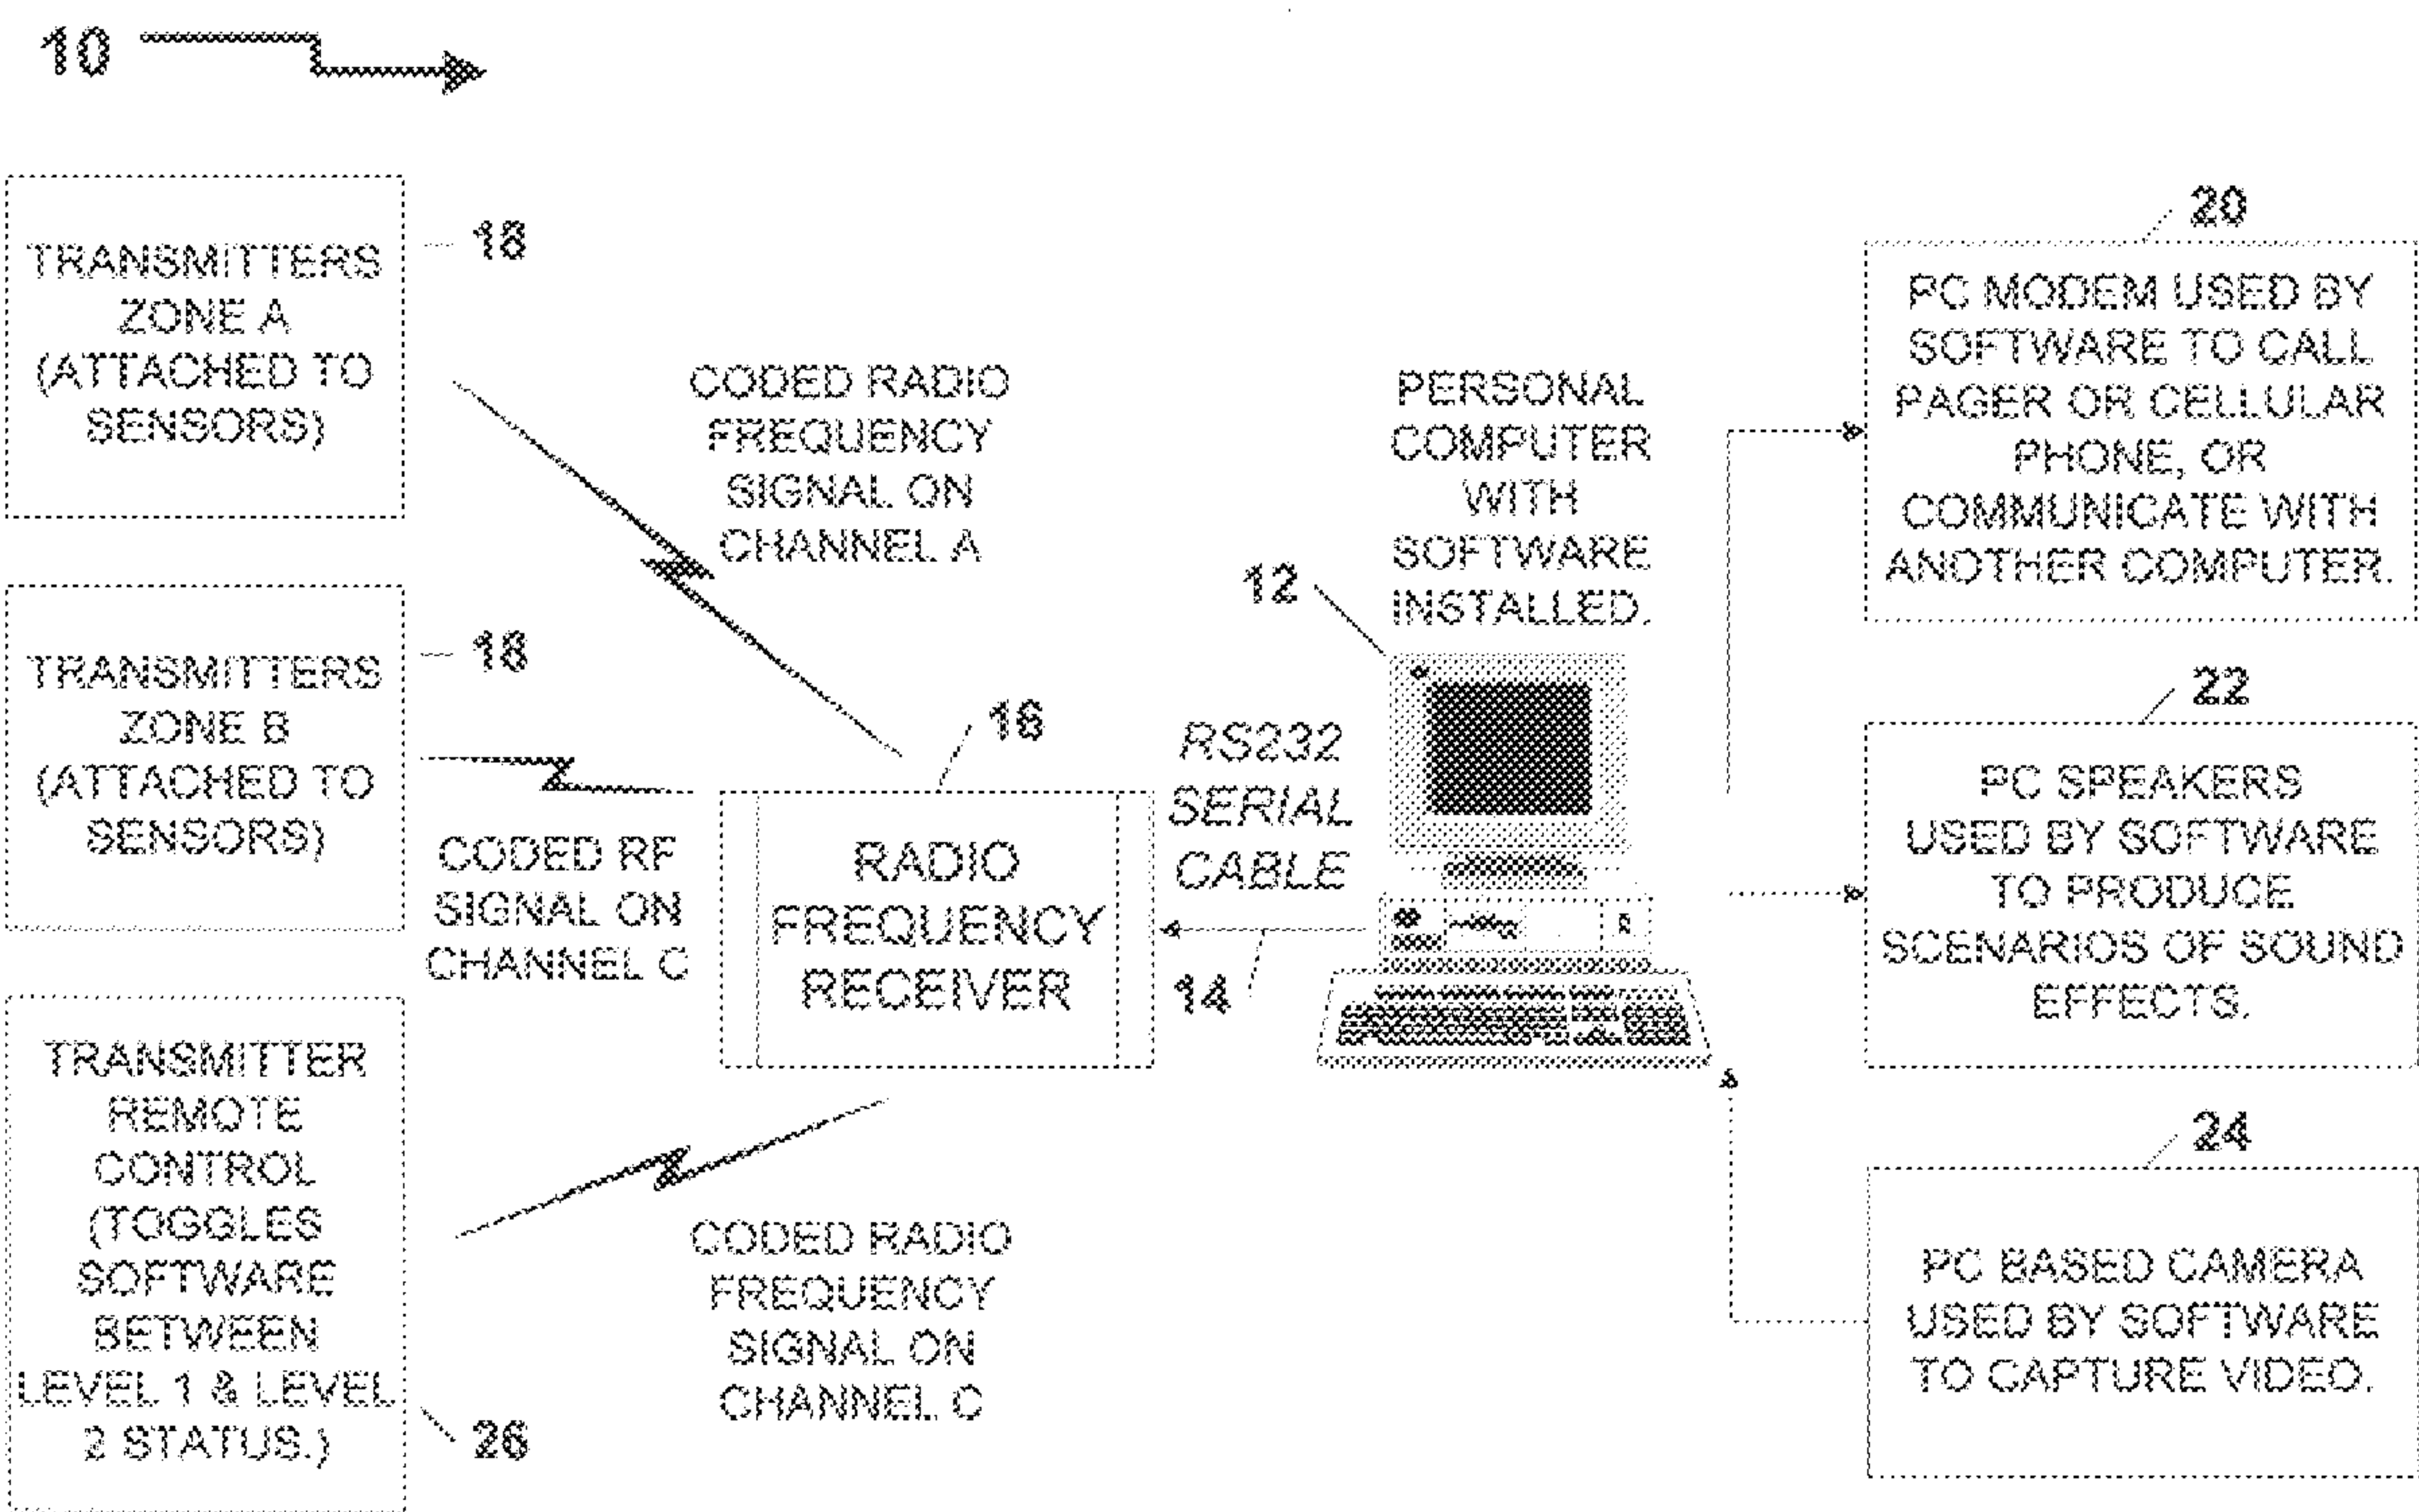 10
TRANSMITTERS
ZONE A
(ATTACHED TO
SENSORS)
18
CODED RADIO
FREQUENCY
SIGNAL ON
CHANNEL A
TRANSMITTERS
ZONE B
(ATTACHED TO
SENSORS)
18
CODED RF
SIGNAL ON
CHANNEL C
TRANSMITTER
REMOTE
CONTROL
(TOGGLES
SOFTWARE
BETWEEN
LEVEL 1 & LEVEL
2 STATUS.)
26
CODED RADIO
FREQUENCY
SIGNAL ON
CHANNEL C
16
RADIO
FREQUENCY
RECEIVER
RS232
SERIAL
CABLE
14
PERSONAL
COMPUTER
WITH
SOFTWARE
INSTALLED.
12
20
PC MODEM USED BY
SOFTWARE TO CALL
PAGER OR CELLULAR
PHONE, OR
COMMUNICATE WITH
ANOTHER COMPUTER.
22
PC SPEAKERS
USED BY SOFTWARE
TO PRODUCE
SCENARIOS OF SOUND
EFFECTS.
24
PC BASED CAMERA
USED BY SOFTWARE
TO CAPTURE VIDEO.